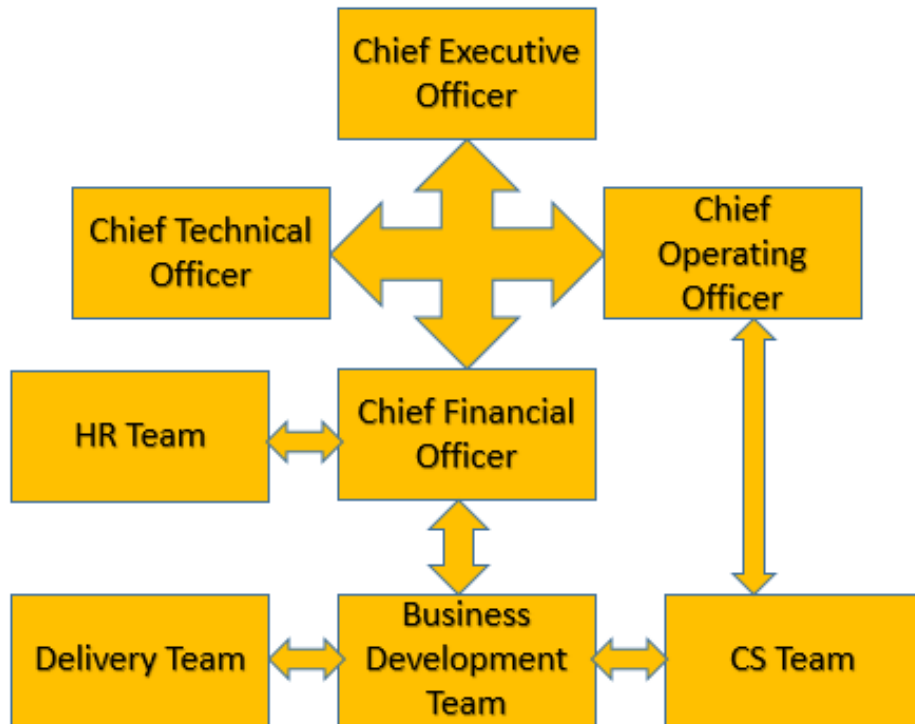 Chief Executive
Officer
Chief Technical
Officer
Chief
Operating
Officer
HR Team
Chief Financial
Officer
Delivery Team
Business
Development
Team
CS Team